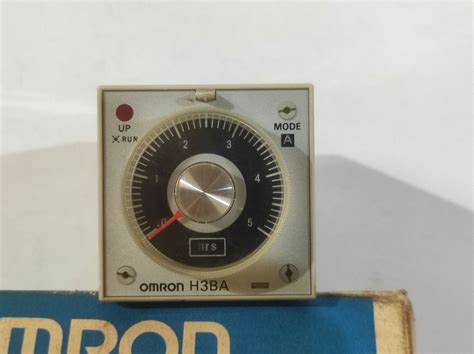 UP
RUN
MODE
A
0 1 2 3 4 5
hrs
OMRON H3BA
OMRON